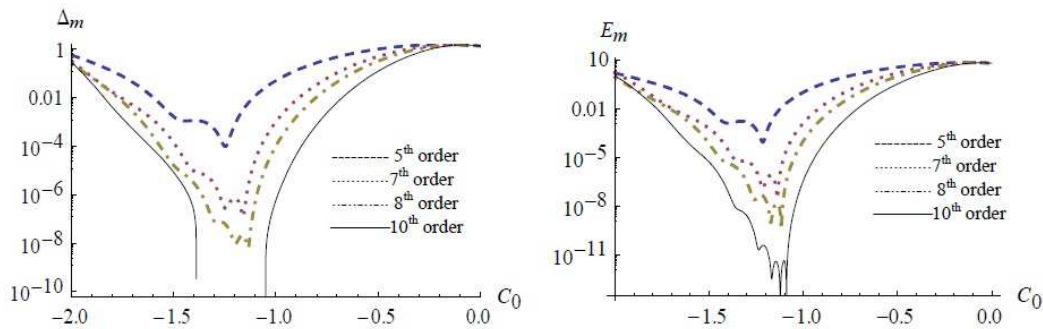 Δm
1
0.01
10⁻⁴
10⁻⁶
10⁻⁸
10⁻¹⁰
-2.0
-1.5
-1.0
-0.5
0.0
C₀
5th order
7th order
8th order
10th order
Em
10
0.01
10⁻⁵
10⁻⁸
10⁻¹¹
-1.5
-1.0
-0.5
0.0
C₀
5th order
7th order
8th order
10th order